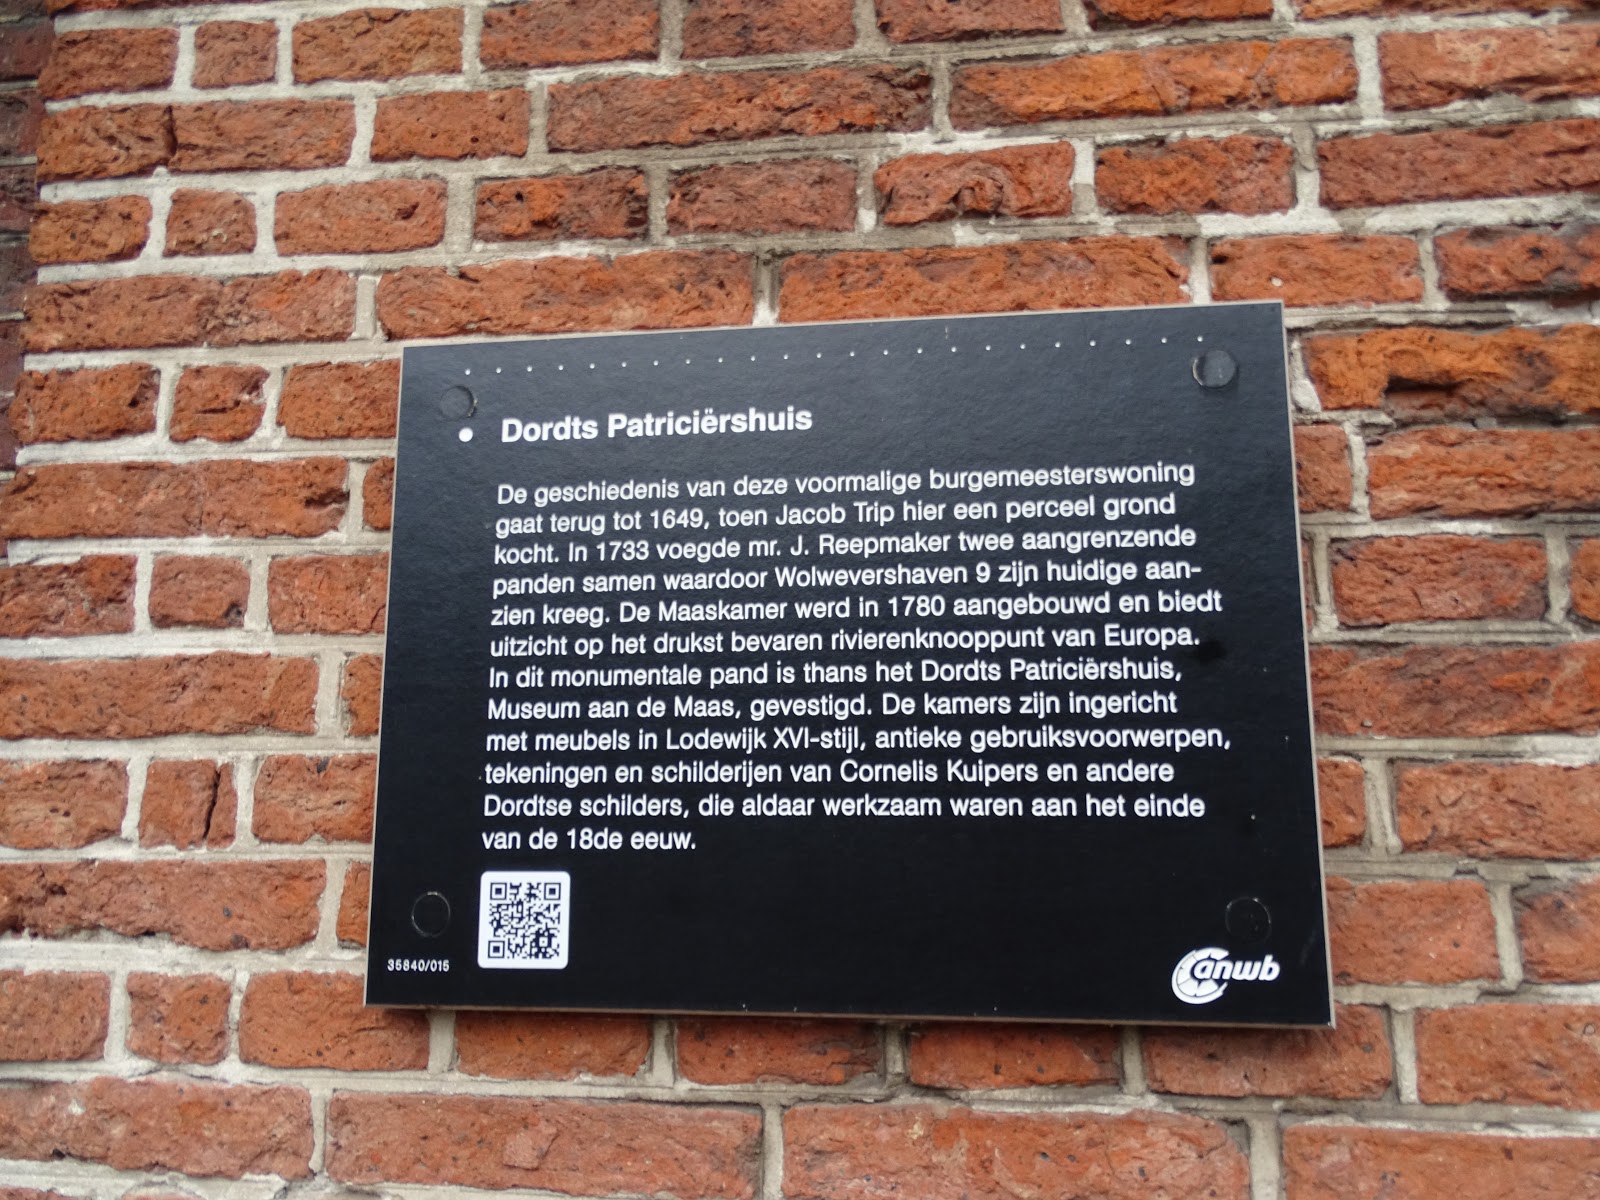 Dordts Patriciërshuis
De geschiedenis van deze voormalige burgemeesterswoning
gaat terug tot 1649, toen Jacob Trip hier een perceel grond
kocht. In 1733 voegde mr. J. Reepmaker twee aangrenzende
panden samen waardoor Wolwevershaven 9 zijn huidige aan-
zien kreeg. De Maaskamer werd in 1780 aangebouwd en biedt
uitzicht op het drukst bevaren rivierenknooppunt van Europa.
In dit monumentale pand is thans het Dordts Patriciërshuis,
Museum aan de Maas, gevestigd. De kamers zijn ingericht
met meubels in Lodewijk XVI-stijl, antieke gebruiksvoorwerpen,
tekeningen en schilderijen van Cornelis Kuipers en andere
Dordtse schilders, die aldaar werkzaam waren aan het einde
van de 18de eeuw.
35840/015
anwb